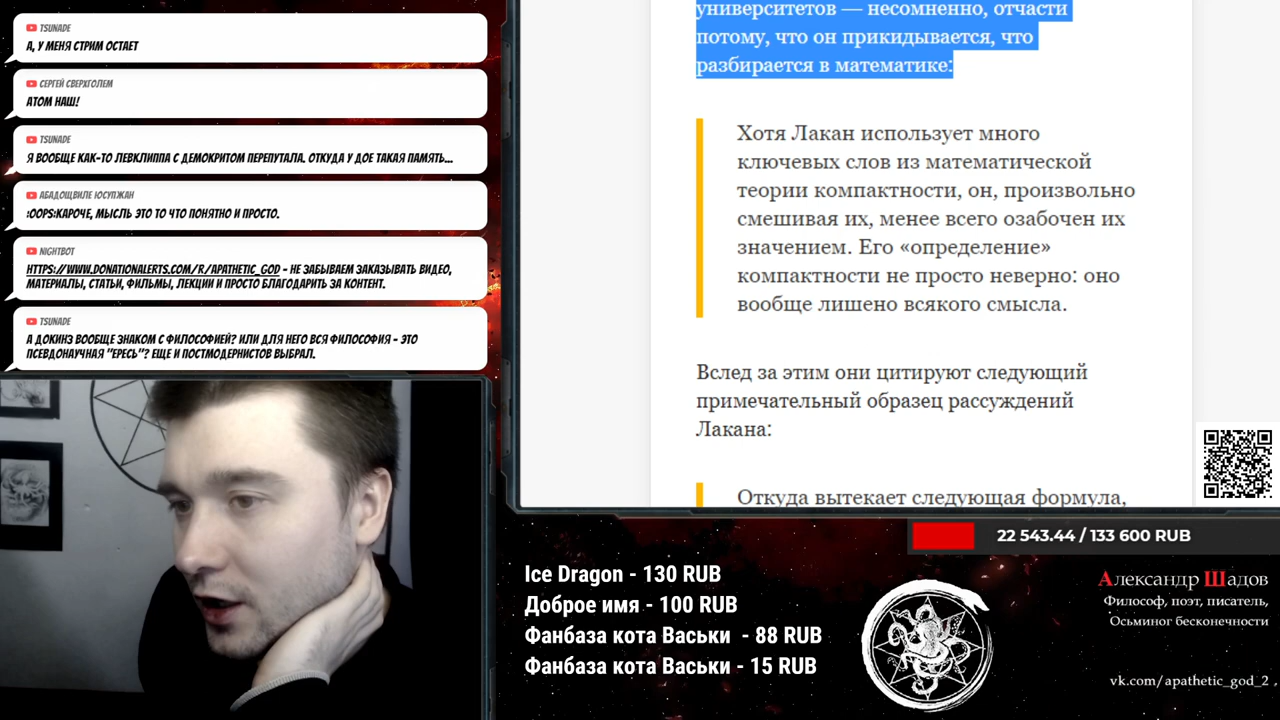 TSUNADE
А, У МЕНЯ СТРИМ ОСТАЕТ
СЕРГЕЙ СВЕРХГОЛЕМ
АТОМ НАШ!
TSUNADE
Я ВООБЩЕ КАК-ТО ЛЕВКЛИППА С ДЕМОКРИТОМ ПЕРЕПУТАЛА. ОТКУДА У ДОЕ ТАКАЯ ПАМЯТЬ...
АБАДОЩВИЛЕ ЮСУПЖАН
:OOPS:КАРОЧЕ, МЫСЛЬ ЭТО ТО ЧТО ПОНЯТНО И ПРОСТО.
NIGHTBOT
HTTPS://WWW.DONATIONALERTS.COM/R/APATHETIC_GOD - НЕ ЗАБЫВАЕМ ЗАКАЗЫВАТЬ ВИДЕО,
МАТЕРИАЛЫ, СТАТЬИ, ФИЛЬМЫ, ЛЕКЦИИ И ПРОСТО БЛАГОДАРИТЬ ЗА КОНТЕНТ.
TSUNADE
А ДОКИНЗ ВООБЩЕ ЗНАКОМ С ФИЛОСОФИЕЙ? ИЛИ ДЛЯ НЕГО ВСЯ ФИЛОСОФИЯ - ЭТО
ПСЕВДОНАУЧНАЯ "ЕРЕСЬ"? ЕЩЕ И ПОСТМОДЕРНИСТОВ ВЫБРАЛ.
университетов — несомненно, отчасти
потому, что он прикидывается, что
разбирается в математике:
Хотя Лакан использует много
ключевых слов из математической
теории компактности, он, произвольно
смешивая их, менее всего озабочен их
значением. Его «определение»
компактности не просто неверно: оно
вообще лишено всякого смысла.
Вслед за этим они цитируют следующий
примечательный образец рассуждений
Лакана:
Откуда вытекает следующая формула,
22 543.44 / 133 600 RUB
Ice Dragon - 130 RUB
Доброе имя - 100 RUB
Фанбаза кота Васьки - 88 RUB
Фанбаза кота Васьки - 15 RUB
Александр Шадов
Философ, поэт, писатель,
Осьминог бесконечности
vk.com/apathetic_god_2